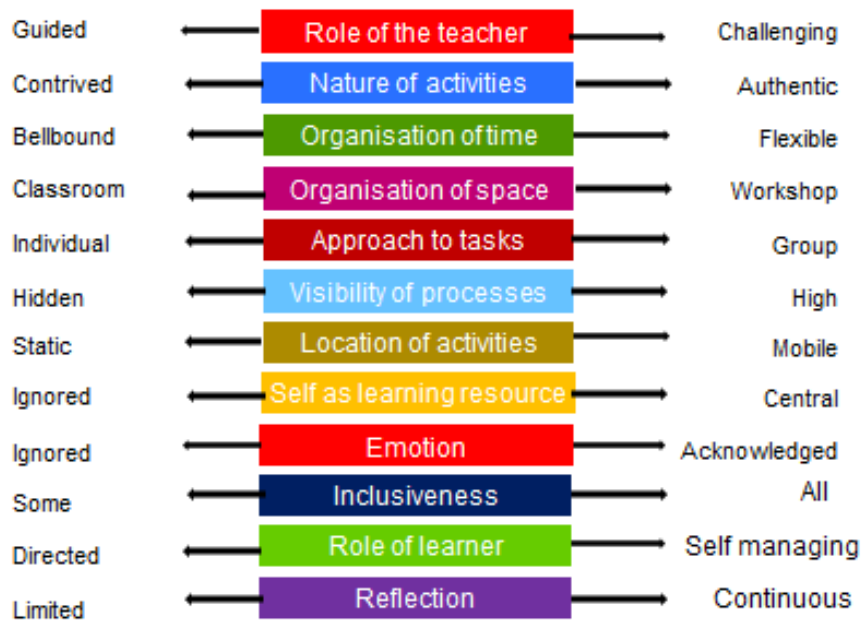 Guided Role of the teacher Challenging
Contrived Nature of activities Authentic
Bellbound Organisation of time Flexible
Classroom Organisation of space Workshop
Individual Approach to tasks Group
Hidden Visibility of processes High
Static Location of activities Mobile
Ignored Self as learning resource Central
Ignored Emotion Acknowledged
Some Inclusiveness All
Directed Role of learner Self managing
Limited Reflection Continuous